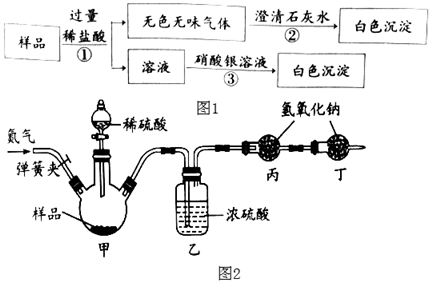 样品
过量
稀盐酸
①
无色无味气体
澄清石灰水
②
白色沉淀
溶液
硝酸银溶液
③
白色沉淀
图1
氮气
弹簧夹
稀硫酸
样品
甲
乙
浓硫酸
氢氧化钠
丙
丁
图2